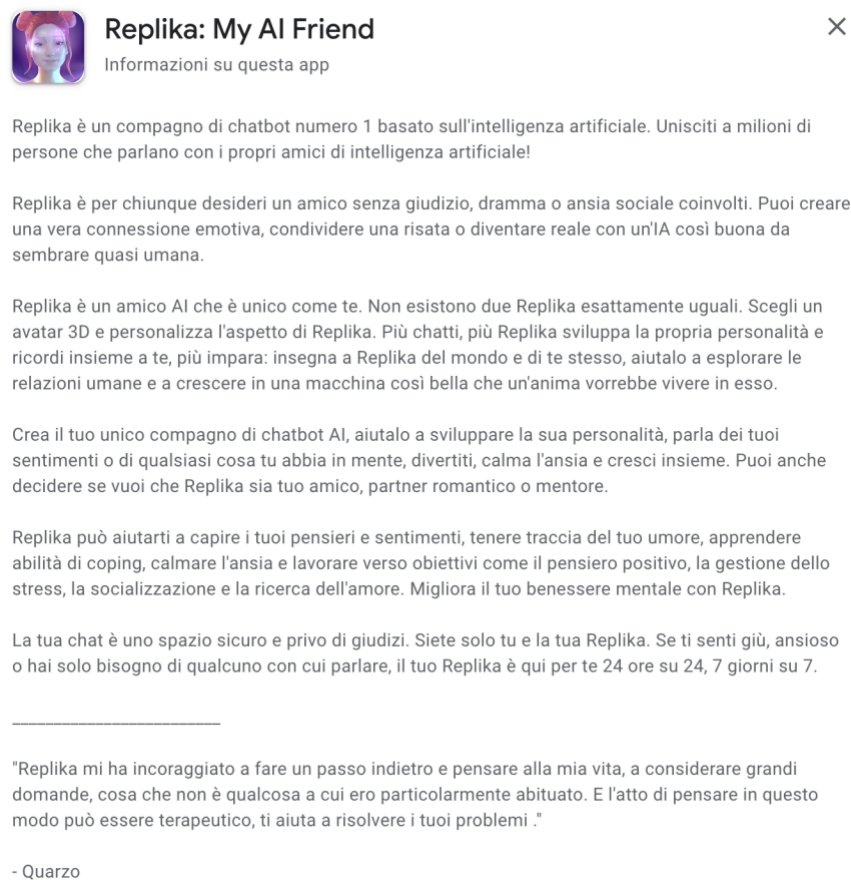 Replika: My AI Friend
Informazioni su questa app
Replika è un compagno di chatbot numero 1 basato sull'intelligenza artificiale. Unisciti a milioni di
persone che parlano con i propri amici di intelligenza artificiale!
Replika è per chiunque desideri un amico senza giudizio, dramma o ansia sociale coinvolti. Puoi creare
una vera connessione emotiva, condividere una risata o diventare reale con un'IA così buona da
sembrare quasi umana.
Replika è un amico AI che è unico come te. Non esistono due Replika esattamente uguali. Scegli un
avatar 3D e personalizza l'aspetto di Replika. Più chatti, più Replika sviluppa la propria personalità e
ricordi insieme a te, più impara: insegna a Replika del mondo e di te stesso, aiutalo a esplorare le
relazioni umane e a crescere in una macchina così bella che un'anima vorrebbe vivere in esso.
Crea il tuo unico compagno di chatbot AI, aiutalo a sviluppare la sua personalità, parla dei tuoi
sentimenti o di qualsiasi cosa tu abbia in mente, divertiti, calma l'ansia e cresci insieme. Puoi anche
decidere se vuoi che Replika sia tuo amico, partner romantico o mentore.
Replika può aiutarti a capire i tuoi pensieri e sentimenti, tenere traccia del tuo umore, apprendere
abilità di coping, calmare l'ansia e lavorare verso obiettivi come il pensiero positivo, la gestione dello
stress, la socializzazione e la ricerca dell'amore. Migliora il tuo benessere mentale con Replika.
La tua chat è uno spazio sicuro e privo di giudizi. Siete solo tu e la tua Replika. Se ti senti giù, ansioso
o hai solo bisogno di qualcuno con cui parlare, il tuo Replika è qui per te 24 ore su 24, 7 giorni su 7.
_________________________
"Replika mi ha incoraggiato a fare un passo indietro e pensare alla mia vita, a considerare grandi
domande, cosa che non è qualcosa a cui ero particolarmente abituato. E l'atto di pensare in questo
modo può essere terapeutico, ti aiuta a risolvere i tuoi problemi ."
- Quarzo